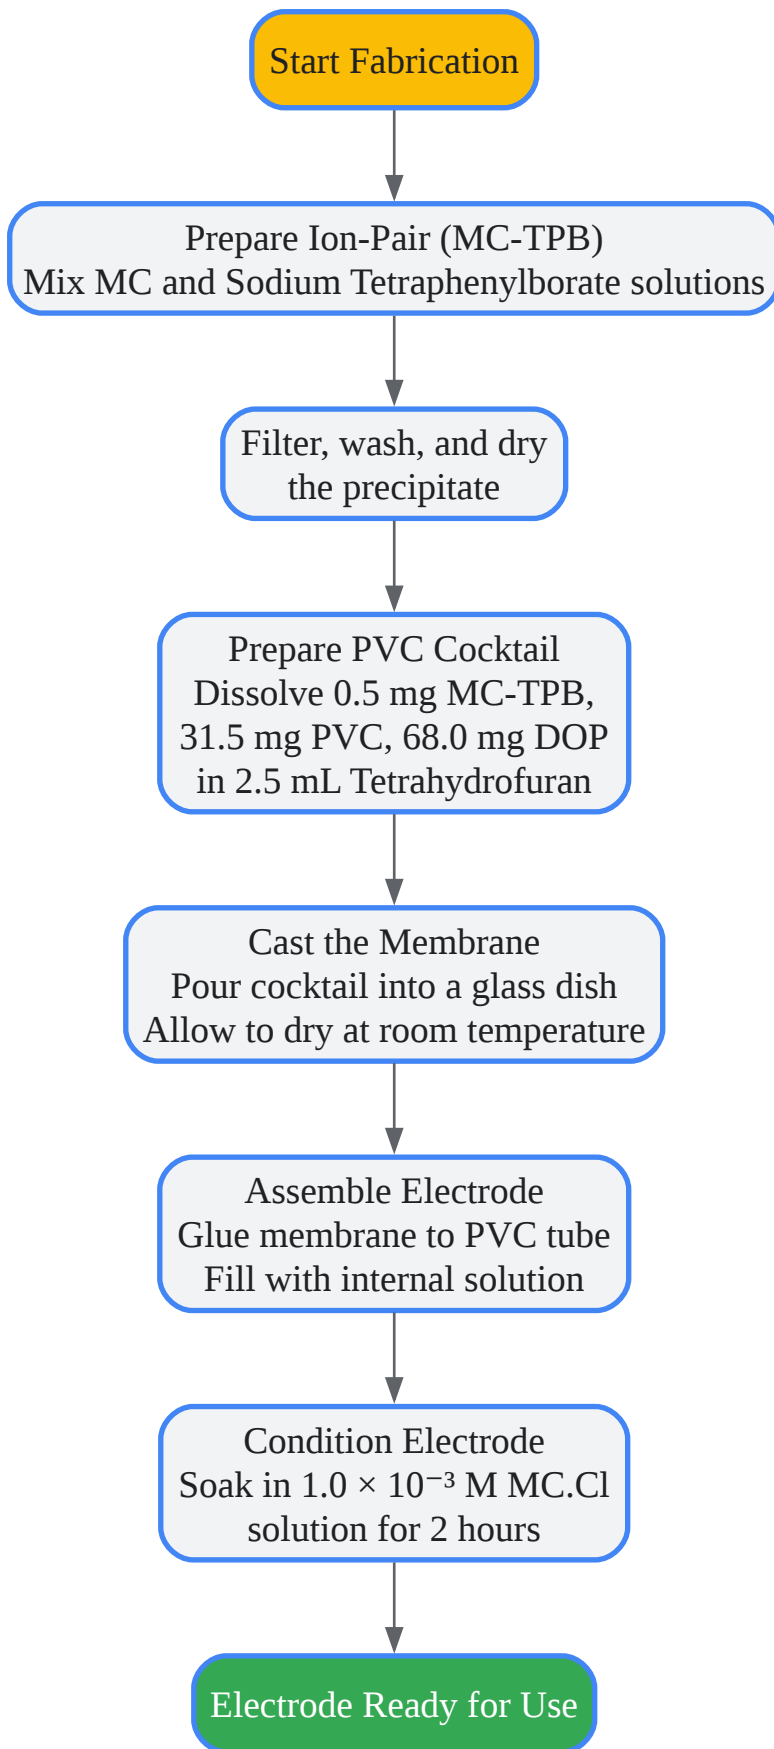 Start Fabrication
Prepare Ion-Pair (MC-TPB)
Mix MC and Sodium Tetraphenylborate solutions
Filter, wash, and dry
the precipitate
Prepare PVC Cocktail
Dissolve 0.5 mg MC-TPB,
31.5 mg PVC, 68.0 mg DOP
in 2.5 mL Tetrahydrofuran
Cast the Membrane
Pour cocktail into a glass dish
Allow to dry at room temperature
Assemble Electrode
Glue membrane to PVC tube
Fill with internal solution
Condition Electrode
Soak in 1.0 × 10⁻³ M MC.Cl
solution for 2 hours
Electrode Ready for Use